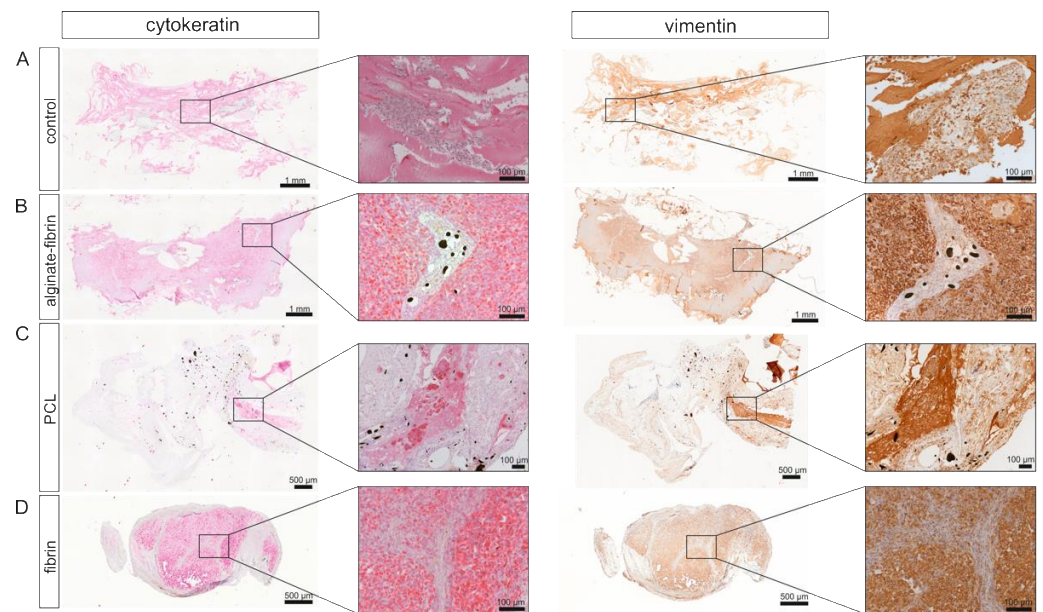 cytokeratin
vimentin
A
control
1 mm
100 µm
1 mm
100 µm
B
alginate-fibrin
1 mm
100 µm
1 mm
100 µm
C
PCL
500 µm
100 µm
500 µm
100 µm
D
fibrin
500 µm
100 µm
500 µm
100 µm